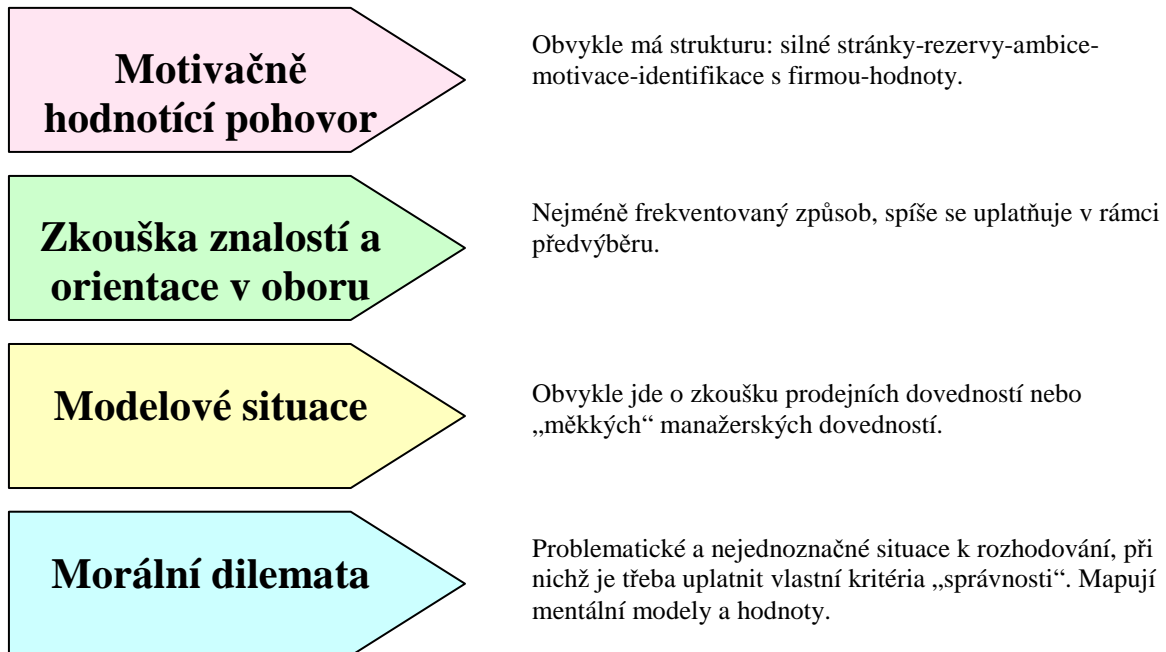 Motivačně
hodnotící pohovor
Obvykle má strukturu: silné stránky-rezervy-ambice-
motivace-identifikace s firmou-hodnoty.
Zkouška znalostí a
orientace v oboru
Nejméně frekventovaný způsob, spíše se uplatňuje v rámci
předvýběru.
Modelové situace
Obvykle jde o zkoušku prodejních dovedností nebo
„měkkých“ manažerských dovedností.
Morální dilemata
Problematické a nejednoznačné situace k rozhodování, při
nichž je třeba uplatnit vlastní kritéria „správnosti“. Mapují
mentální modely a hodnoty.